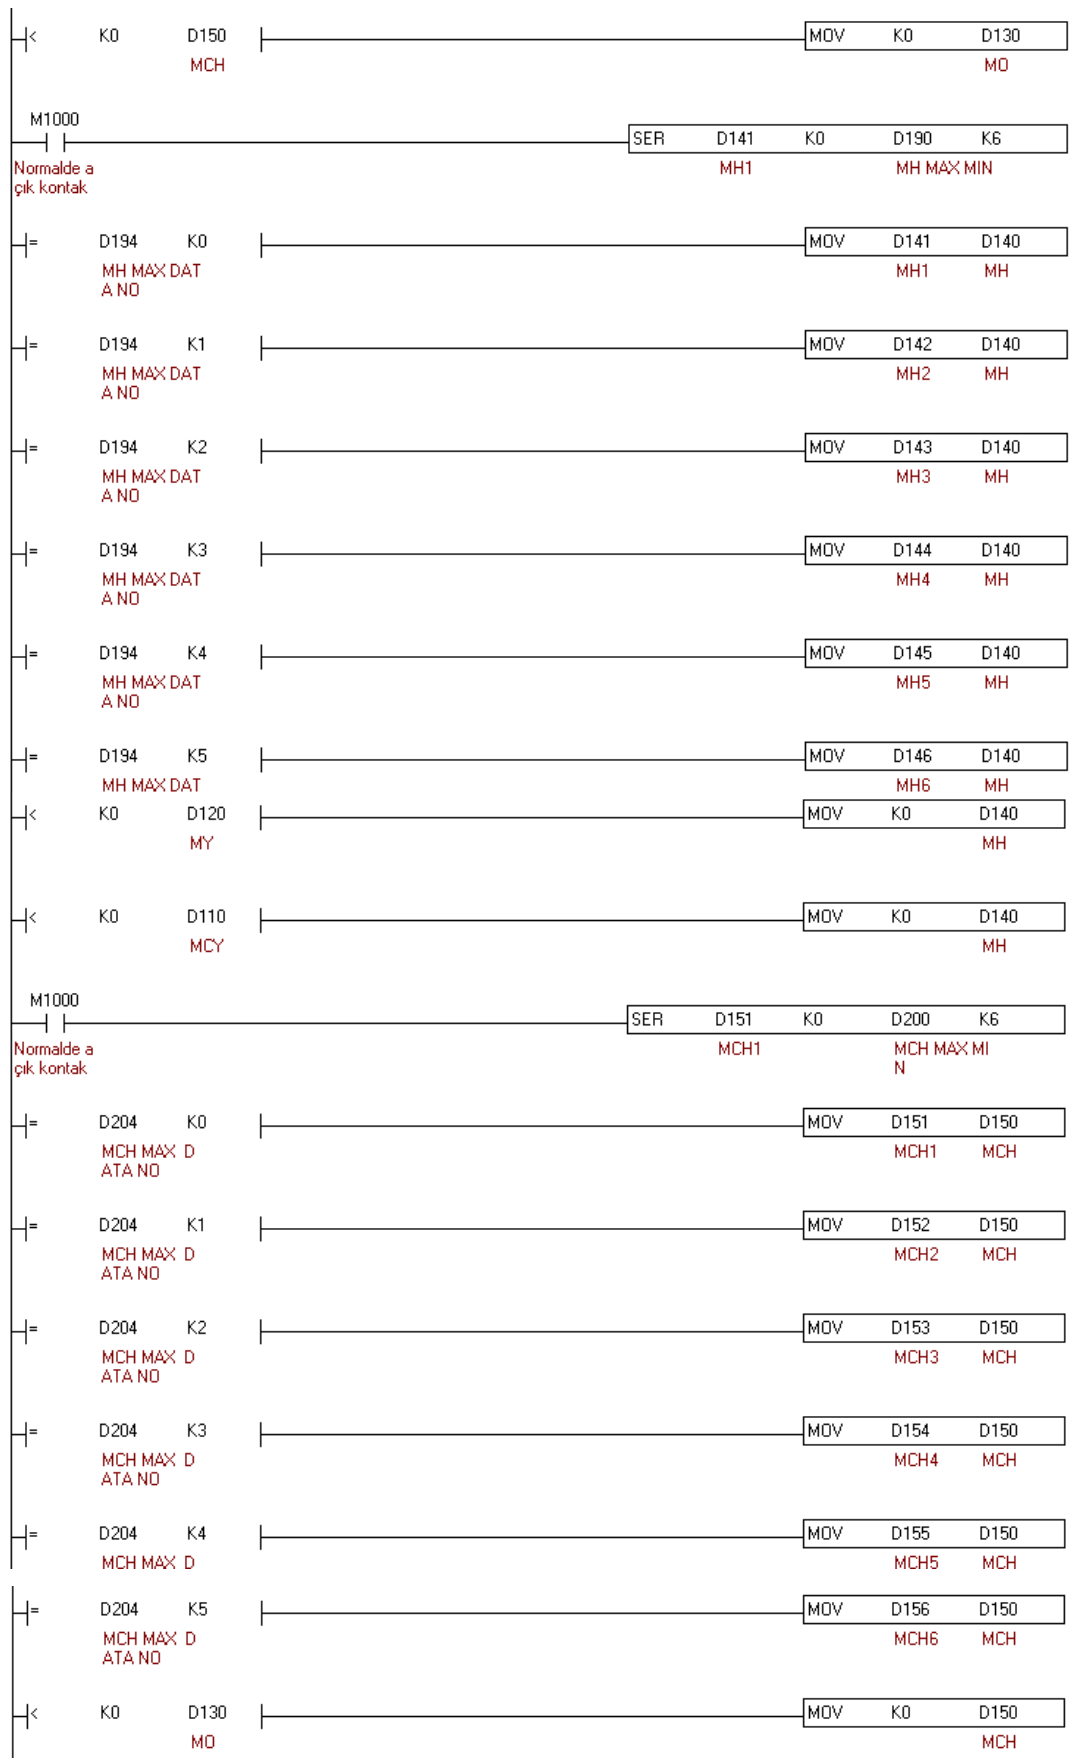 < K0 D150 MOV K0 D130
MCH MO
M1000
SER D141 K0 D190 K6
Normalde a MH1 MH MAX MIN
çık kontak
= D194 K0 MOV D141 D140
MH MAX DAT MH1 MH
A NO
= D194 K1 MOV D142 D140
MH MAX DAT MH2 MH
A NO
= D194 K2 MOV D143 D140
MH MAX DAT MH3 MH
A NO
= D194 K3 MOV D144 D140
MH MAX DAT MH4 MH
A NO
= D194 K4 MOV D145 D140
MH MAX DAT MH5 MH
A NO
= D194 K5 MOV D146 D140
MH MAX DAT MH6 MH
< K0 D120 MOV K0 D140
MY MH
< K0 D110 MOV K0 D140
MCY MH
M1000
SER D151 K0 D200 K6
Normalde a MCH1 MCH MAX MI
çık kontak N
= D204 K0 MOV D151 D150
MCH MAX D MCH1 MCH
ATA NO
= D204 K1 MOV D152 D150
MCH MAX D MCH2 MCH
ATA NO
= D204 K2 MOV D153 D150
MCH MAX D MCH3 MCH
ATA NO
= D204 K3 MOV D154 D150
MCH MAX D MCH4 MCH
ATA NO
= D204 K4 MOV D155 D150
MCH MAX D MCH5 MCH
= D204 K5 MOV D156 D150
MCH MAX D MCH6 MCH
ATA NO
< K0 D130 MOV K0 D150
MO MCH